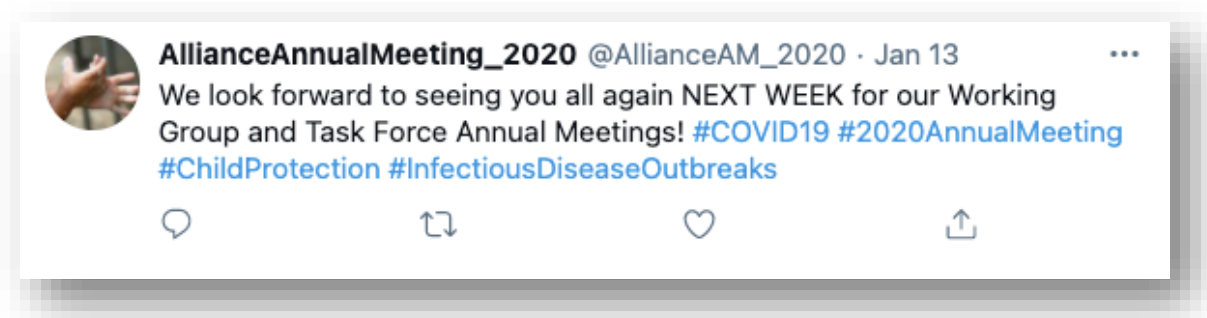 AllianceAnnualMeeting_2020 @AllianceAM_2020 · Jan 13
We look forward to seeing you all again NEXT WEEK for our Working
Group and Task Force Annual Meetings! #COVID19 #2020AnnualMeeting
#ChildProtection #InfectiousDiseaseOutbreaks